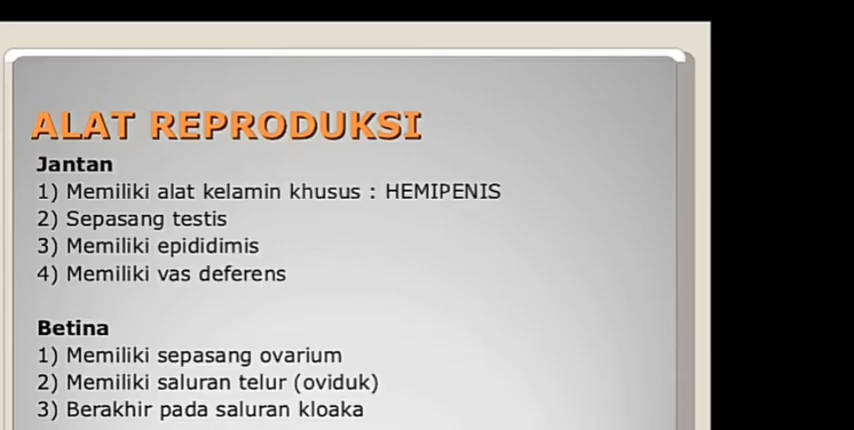 ALAT REPRODUKSI
Jantan
1) Memiliki alat kelamin khusus : HEMIPENIS
2) Sepasang testis
3) Memiliki epididimis
4) Memiliki vas deferens
Betina
1) Memiliki sepasang ovarium
2) Memiliki saluran telur (oviduk)
3) Berakhir pada saluran kloaka